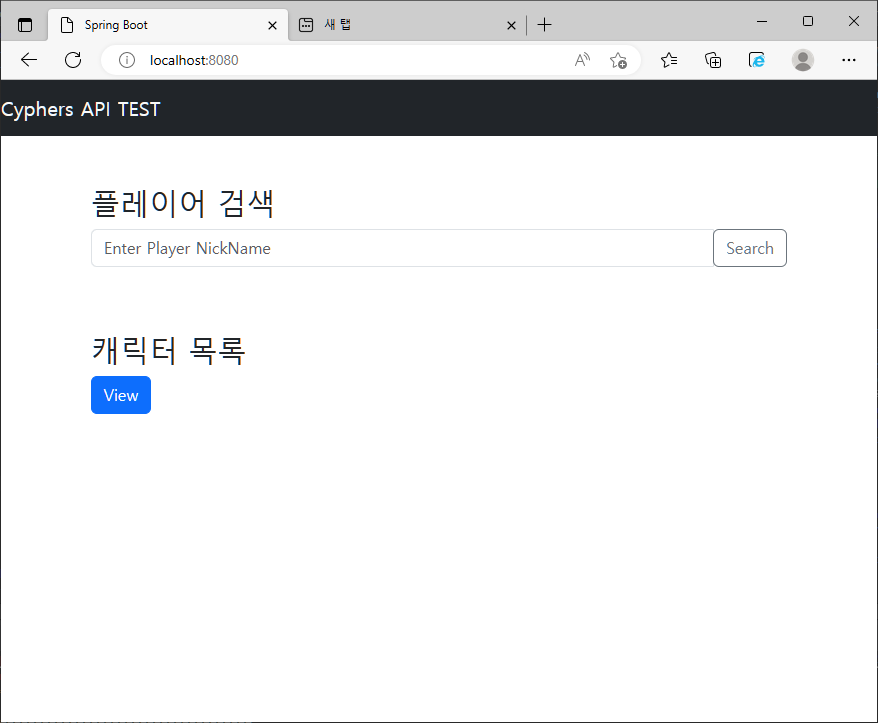 Spring Boot
새 탭
localhost:8080
Cyphers API TEST
플레이어 검색
Enter Player NickName
Search
캐릭터 목록
View